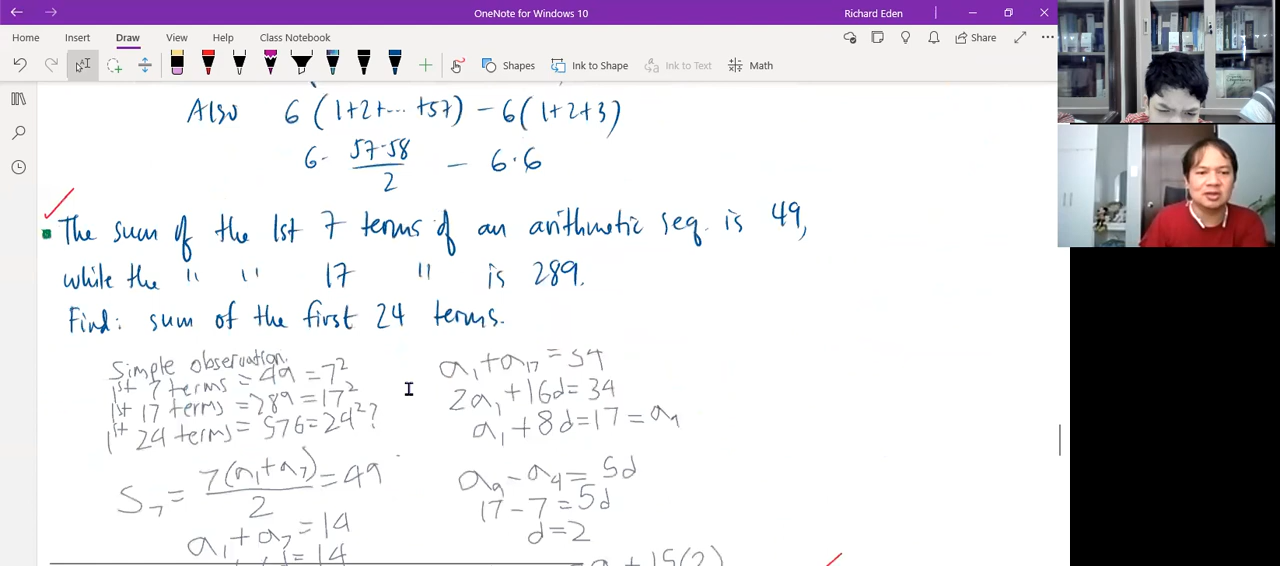 OneNote for Windows 10
Richard Eden
Home Insert Draw View Help Class Notebook
Share
Shapes Ink to Shape Ink to Text Math
Also 6 (1+2+... +57) - 6 (1+2+3)
6 · 57·58 / 2 - 6·6
The sum of the 1st 7 terms of an arithmetic seq. is 49,
while the " " 17 " is 289.
Find: sum of the first 24 terms.
Simple observation.
1st 7 terms = 49 = 7²
1st 17 terms = 289 = 17²
1st 24 terms = 576 = 24²?
S₇ = 7(a₁+a₇) / 2 = 49
a₁ + a₇ = 14
= 14
a₁ + a₁₇ = 34
2a₁ + 16d = 34
a₁ + 8d = 17 = a₉
a₉ - a₄ = 5d
17 - 7 = 5d
d = 2
+ 15(2)